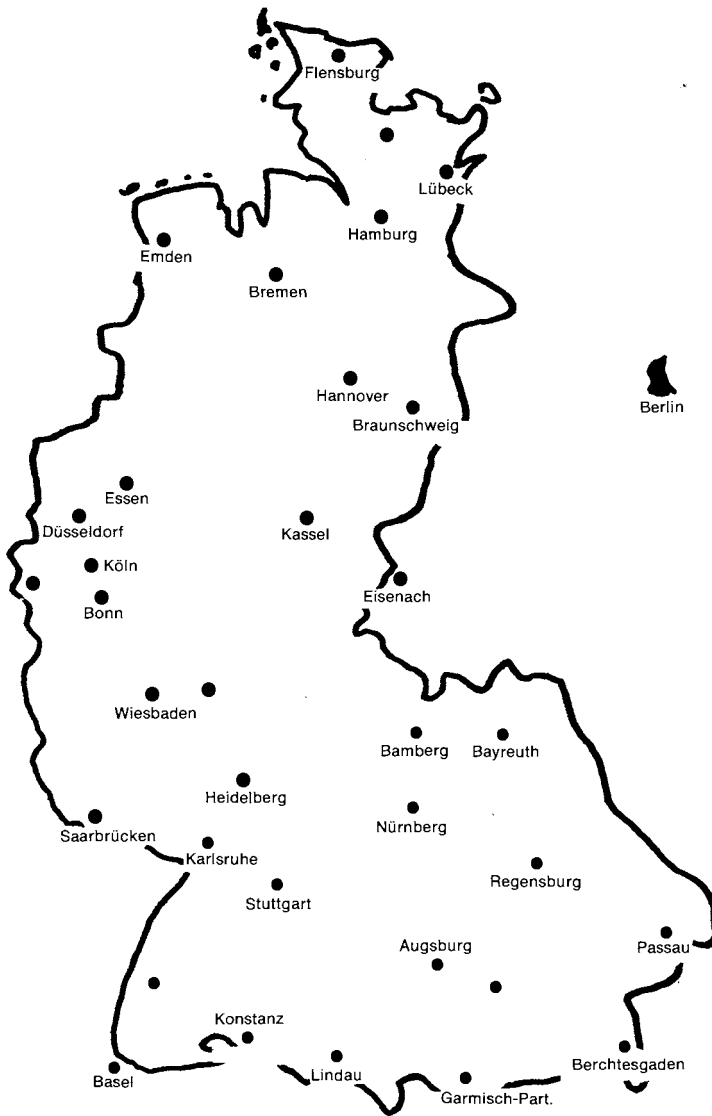 Flensburg
Lübeck
Hamburg
Emden
Bremen
Hannover
Berlin
Braunschweig
Essen
Düsseldorf
Kassel
Köln
Eisenach
Bonn
Wiesbaden
Bamberg
Bayreuth
Heidelberg
Nürnberg
Saarbrücken
Karlsruhe
Regensburg
Stuttgart
Augsburg
Passau
Konstanz
Basel
Lindau
Berchtesgaden
Garmisch-Part.